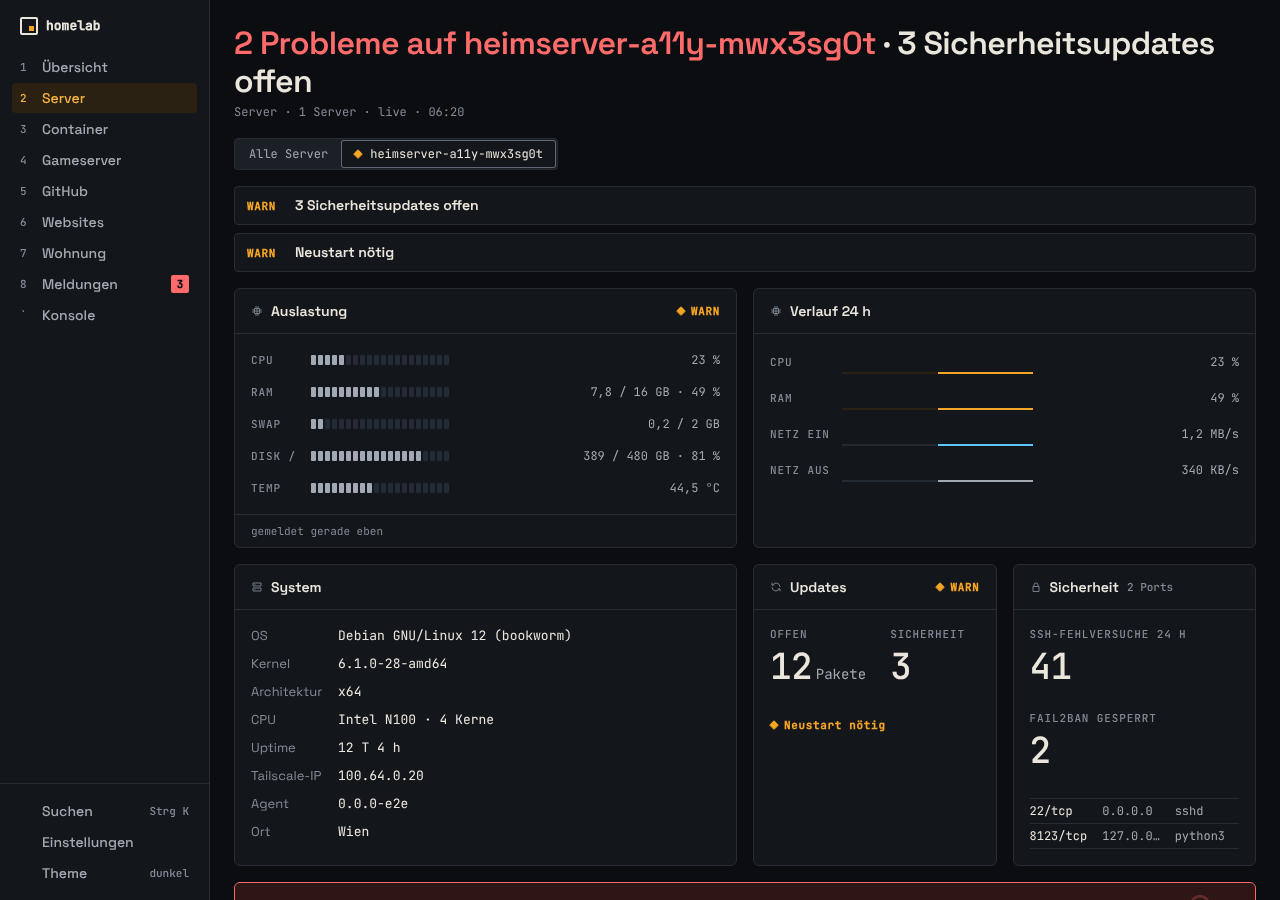 homelab
1 Übersicht
2 Server
3 Container
4 Gameserver
5 GitHub
6 Websites
7 Wohnung
8 Meldungen 3
` Konsole
Suchen Strg K
Einstellungen
Theme dunkel
2 Probleme auf heimserver-a11y-mwx3sg0t · 3 Sicherheitsupdates
offen
Server · 1 Server · live · 06:20
Alle Server ◆ heimserver-a11y-mwx3sg0t
WARN 3 Sicherheitsupdates offen
WARN Neustart nötig
Auslastung ◆ WARN
CPU 23 %
RAM 7,8 / 16 GB · 49 %
SWAP 0,2 / 2 GB
DISK / 389 / 480 GB · 81 %
TEMP 44,5 °C
gemeldet gerade eben
Verlauf 24 h
CPU 23 %
RAM 49 %
NETZ EIN 1,2 MB/s
NETZ AUS 340 KB/s
System
OS Debian GNU/Linux 12 (bookworm)
Kernel 6.1.0-28-amd64
Architektur x64
CPU Intel N100 · 4 Kerne
Uptime 12 T 4 h
Tailscale-IP 100.64.0.20
Agent 0.0.0-e2e
Ort Wien
Updates ◆ WARN
OFFEN SICHERHEIT
12 Pakete 3
◆ Neustart nötig
Sicherheit 2 Ports
SSH-FEHLVERSUCHE 24 H
41
FAIL2BAN GESPERRT
2
22/tcp 0.0.0.0 sshd
8123/tcp 127.0.0… python3